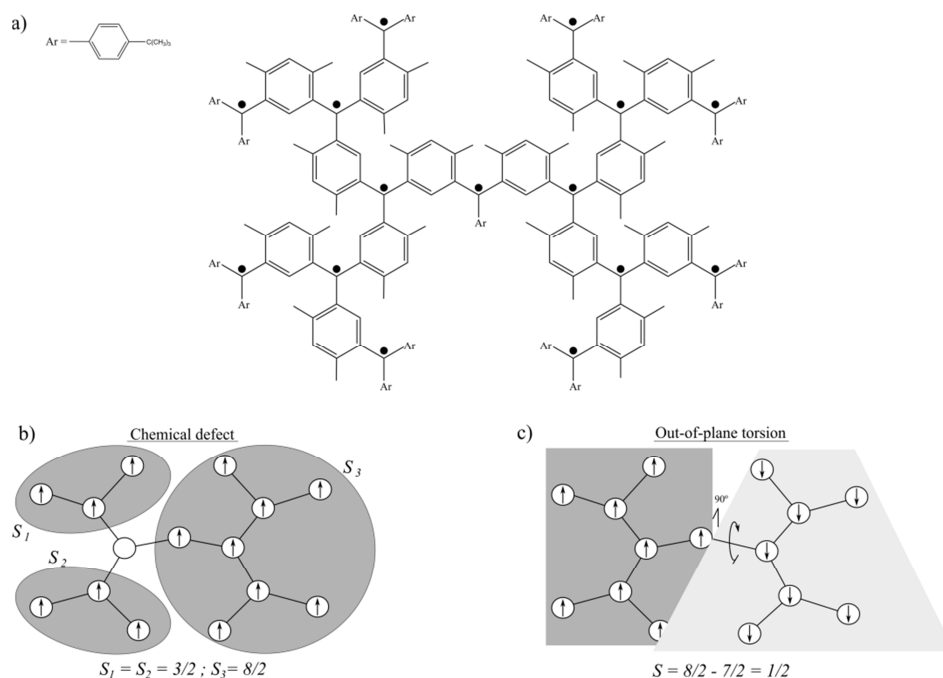 a)
Ar =
C(CH₃)₃
Ar Ar Ar Ar
Ar Ar
Ar Ar
Ar
Ar Ar
Ar Ar
Ar Ar
Ar Ar
b) Chemical defect
S₃
S₁
S₂
S₁ = S₂ = 3/2 ; S₃= 8/2
c) Out-of-plane torsion
90º
S = 8/2 - 7/2 = 1/2